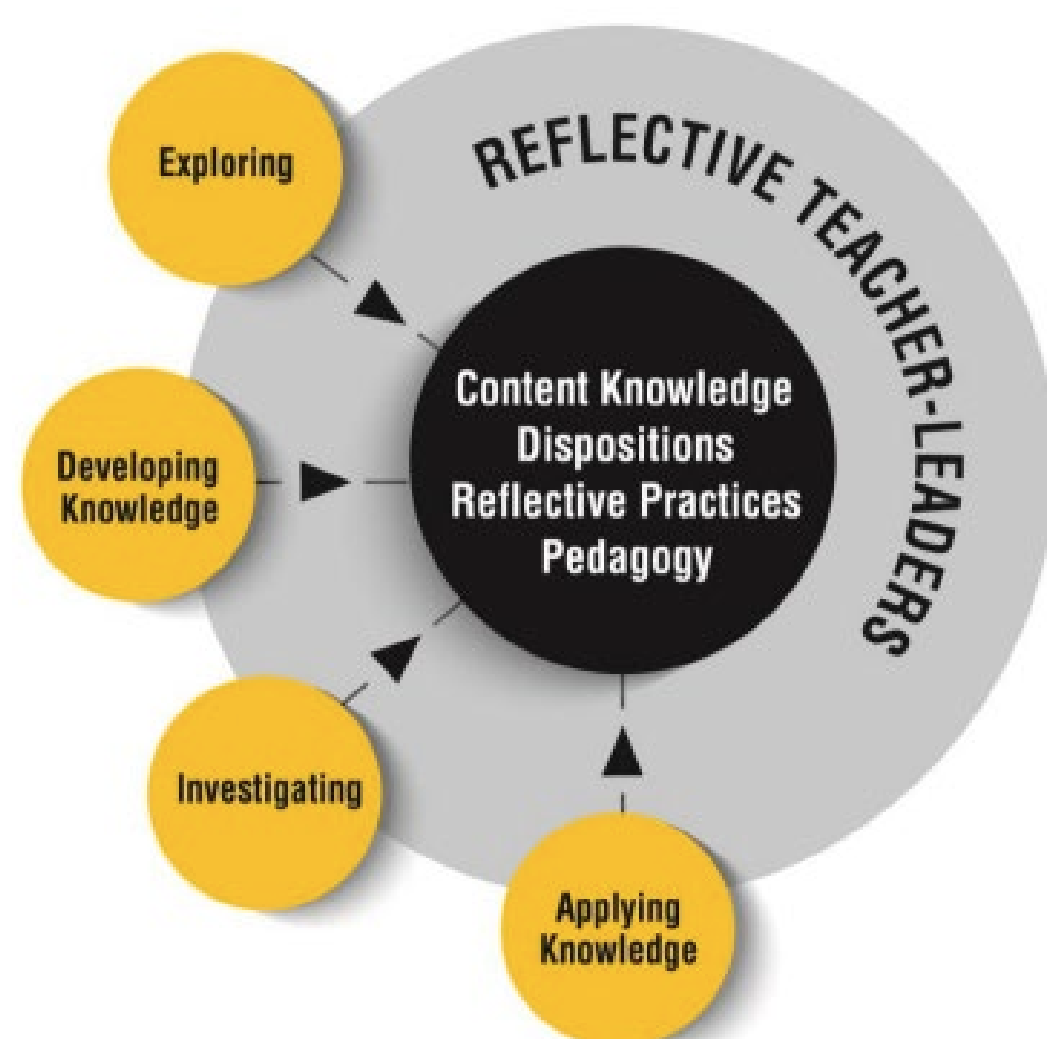 Exploring
REFLECTIVE TEACHER-LEADERS
Content Knowledge
Dispositions
Reflective Practices
Pedagogy
Developing
Knowledge
Investigating
Applying
Knowledge